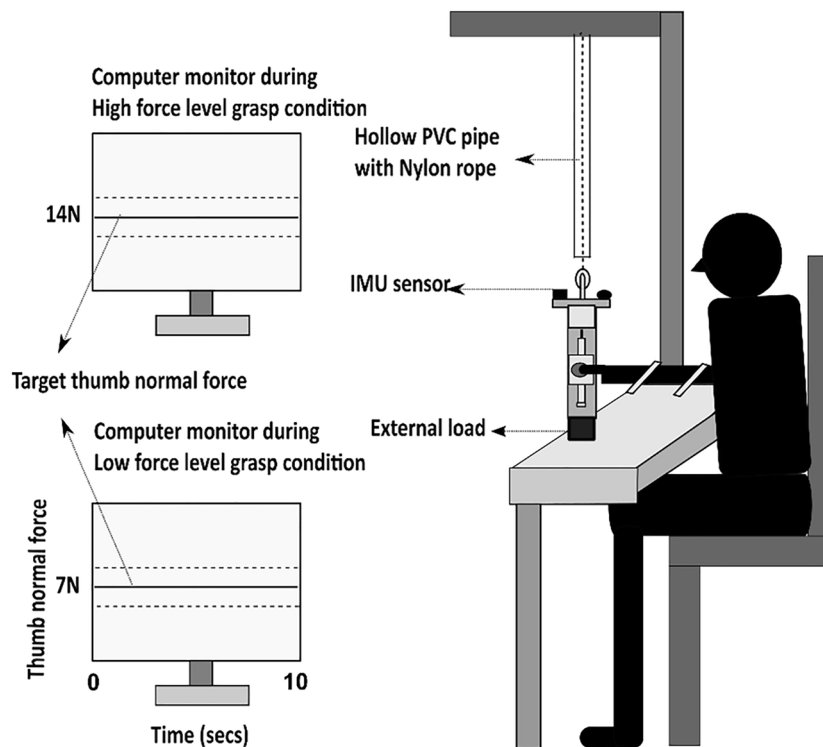 Computer monitor during
High force level grasp condition
14N
Target thumb normal force
Computer monitor during
Low force level grasp condition
Thumb normal force
7N
0
10
Time (secs)
Hollow PVC pipe
with Nylon rope
IMU sensor
External load